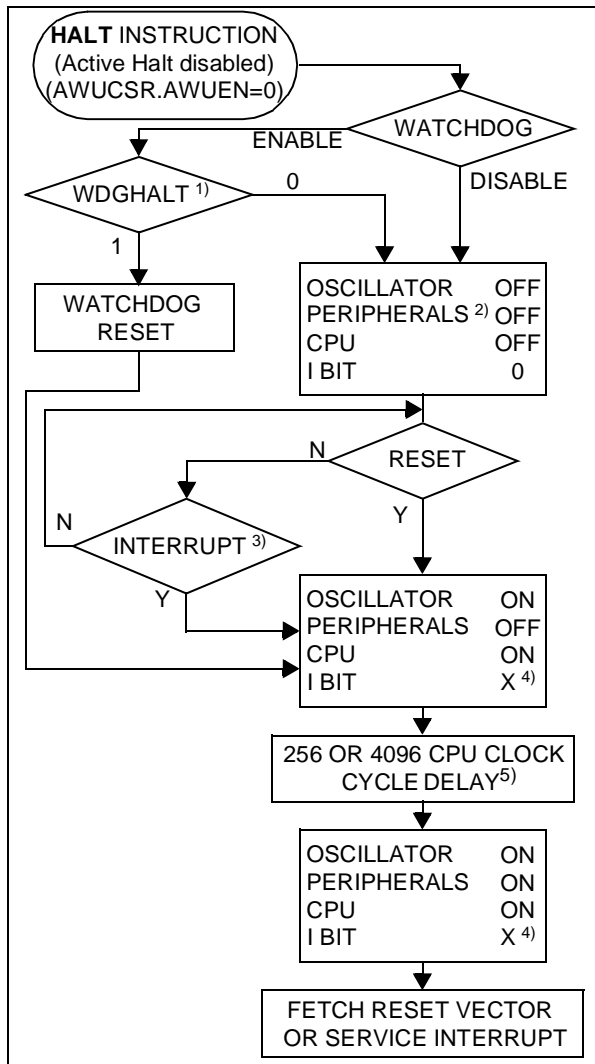 HALT INSTRUCTION
(Active Halt disabled)
(AWUCSR.AWUEN=0)
WATCHDOG
ENABLE
DISABLE
WDGHALT 1)
0
1
WATCHDOG
RESET
OSCILLATOR OFF
PERIPHERALS 2) OFF
CPU OFF
I BIT 0
RESET
N
Y
INTERRUPT 3)
N
Y
OSCILLATOR ON
PERIPHERALS OFF
CPU ON
I BIT X 4)
256 OR 4096 CPU CLOCK
CYCLE DELAY5)
OSCILLATOR ON
PERIPHERALS ON
CPU ON
I BIT X 4)
FETCH RESET VECTOR
OR SERVICE INTERRUPT